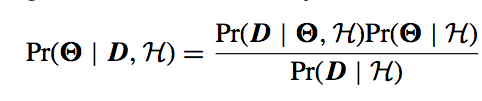 Pr(Θ | D, ℋ) = Pr(D | Θ, ℋ)Pr(Θ | ℋ) / Pr(D | ℋ)